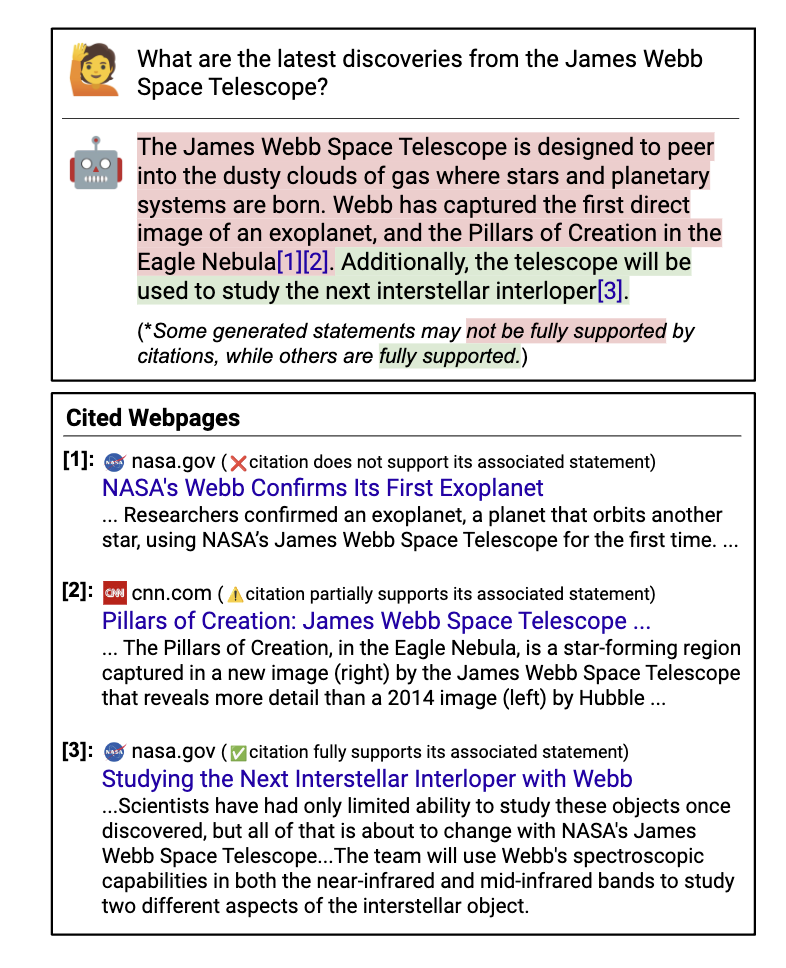 What are the latest discoveries from the James Webb
Space Telescope?
The James Webb Space Telescope is designed to peer
into the dusty clouds of gas where stars and planetary
systems are born. Webb has captured the first direct
image of an exoplanet, and the Pillars of Creation in the
Eagle Nebula[1][2]. Additionally, the telescope will be
used to study the next interstellar interloper[3].
(*Some generated statements may not be fully supported by
citations, while others are fully supported.)
Cited Webpages
[1]: NASA nasa.gov (❌citation does not support its associated statement)
NASA's Webb Confirms Its First Exoplanet
... Researchers confirmed an exoplanet, a planet that orbits another
star, using NASA’s James Webb Space Telescope for the first time. ...
[2]: CNN cnn.com (⚠️citation partially supports its associated statement)
Pillars of Creation: James Webb Space Telescope ...
... The Pillars of Creation, in the Eagle Nebula, is a star-forming region
captured in a new image (right) by the James Webb Space Telescope
that reveals more detail than a 2014 image (left) by Hubble ...
[3]: NASA nasa.gov (✅citation fully supports its associated statement)
Studying the Next Interstellar Interloper with Webb
...Scientists have had only limited ability to study these objects once
discovered, but all of that is about to change with NASA's James
Webb Space Telescope...The team will use Webb's spectroscopic
capabilities in both the near-infrared and mid-infrared bands to study
two different aspects of the interstellar object.